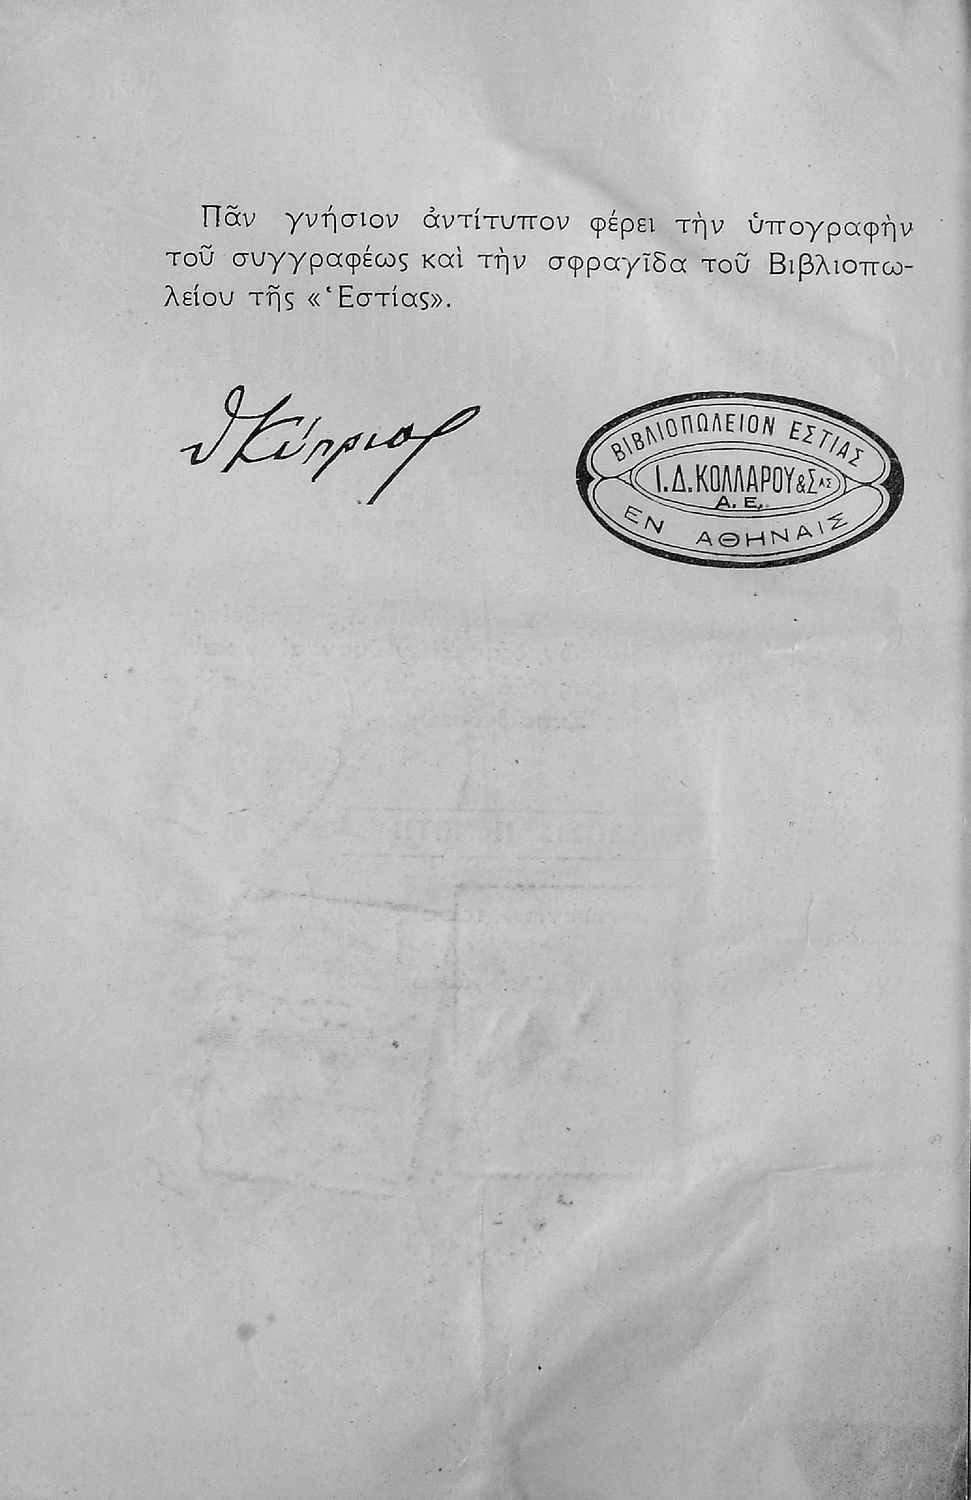 Πᾶν γνήσιον ἀντίτυπον φέρει τὴν ὑπογραφὴν
τοῦ συγγραφέως καὶ τὴν σφραγῖδα τοῦ Βιβλιοπω-
λείου τῆς «Ἑστίας».
ΒΙΒΛΙΟΠΩΛΕΙΟΝ ΕΣΤΙΑΣ
Ι.Δ.ΚΟΛΛΑΡΟΥ&ΣΑΣ
Α.Ε.
ΕΝ ΑΘΗΝΑΙΣ